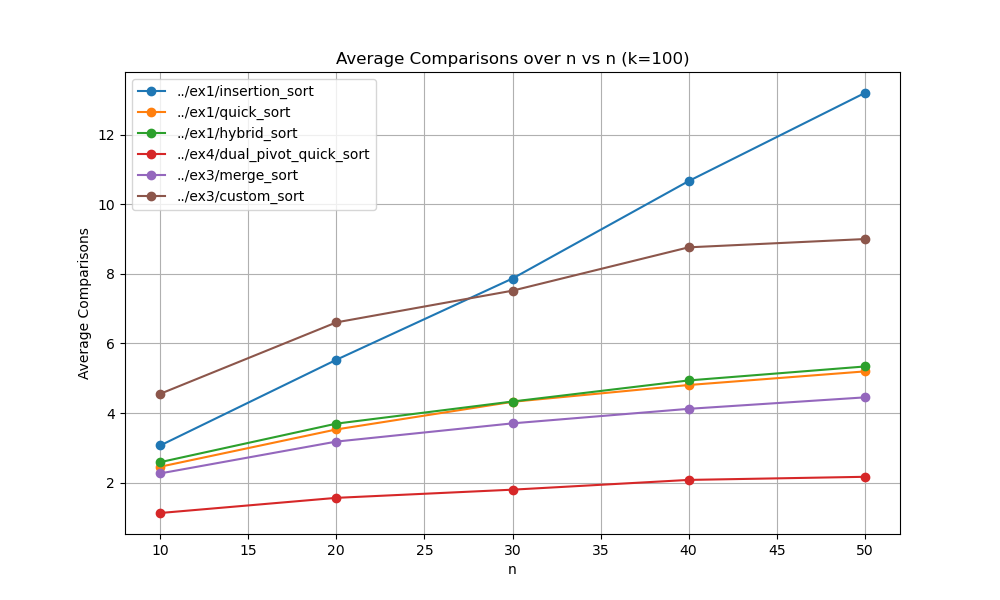 Average Comparisons over n vs n (k=100)
../ex1/insertion_sort
../ex1/quick_sort
../ex1/hybrid_sort
../ex4/dual_pivot_quick_sort
../ex3/merge_sort
../ex3/custom_sort
Average Comparisons
12
10
8
6
4
2
10 15 20 25 30 35 40 45 50
n